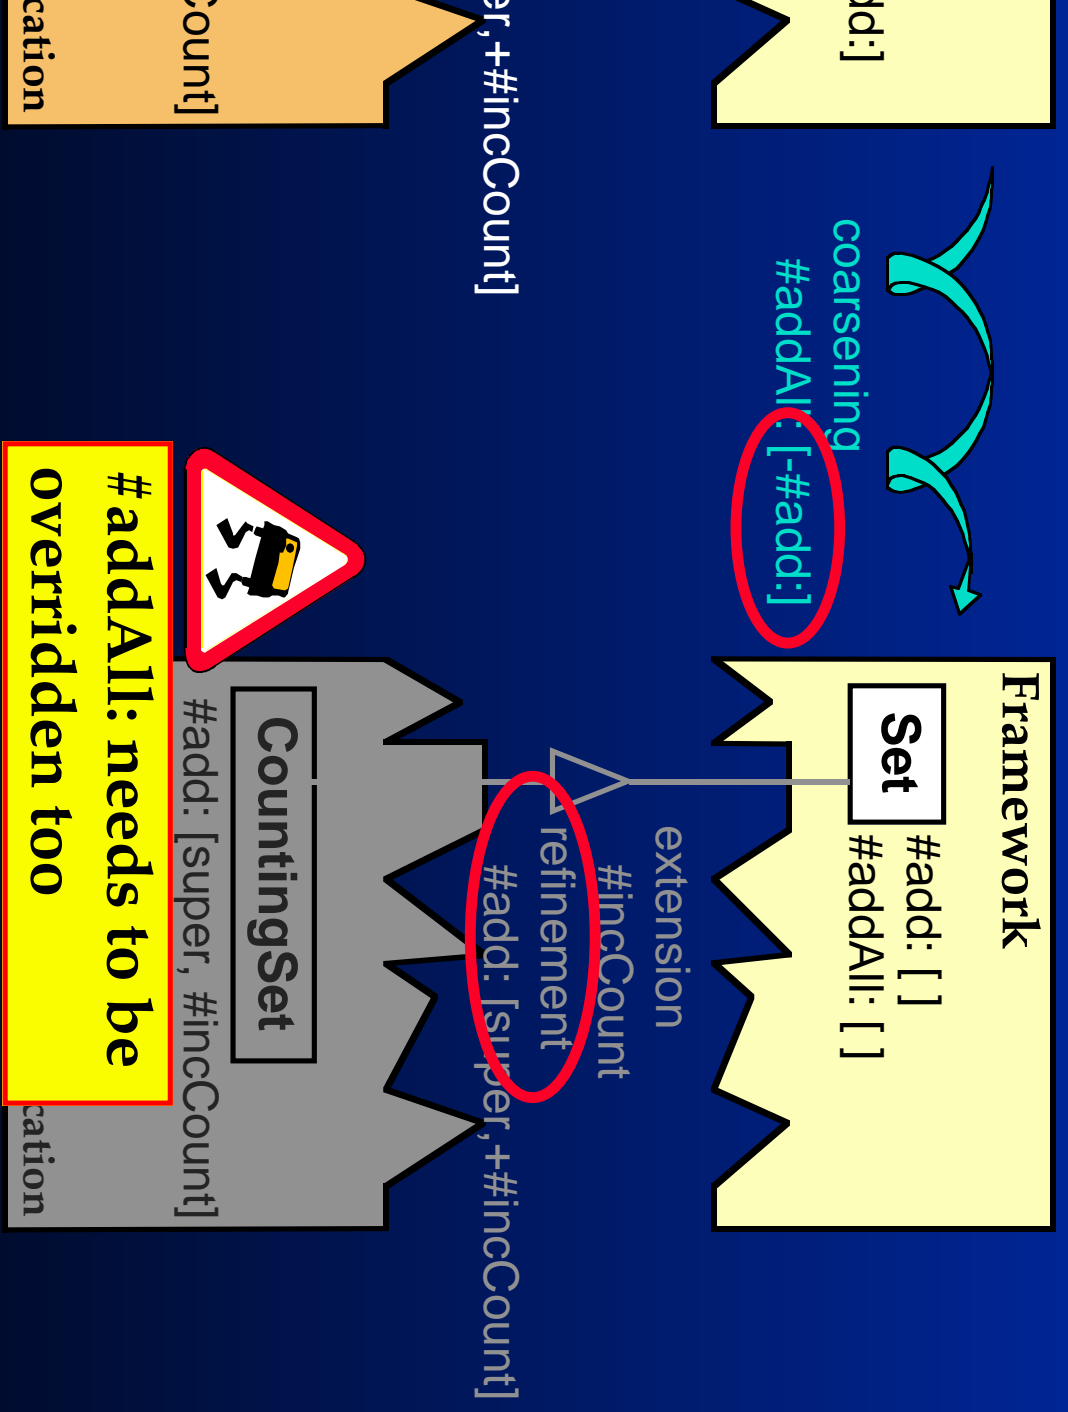 dd:]
er,+#incCount]
Count]
cation
coarsening
#addAll: [-#add:]
Framework
Set
#add: [ ]
#addAll: [ ]
extension
#incCount
refinement
#add: [super,+#incCount]
CountingSet
#add: [super, #incCount]
#addAll: needs to be
overridden too
cation